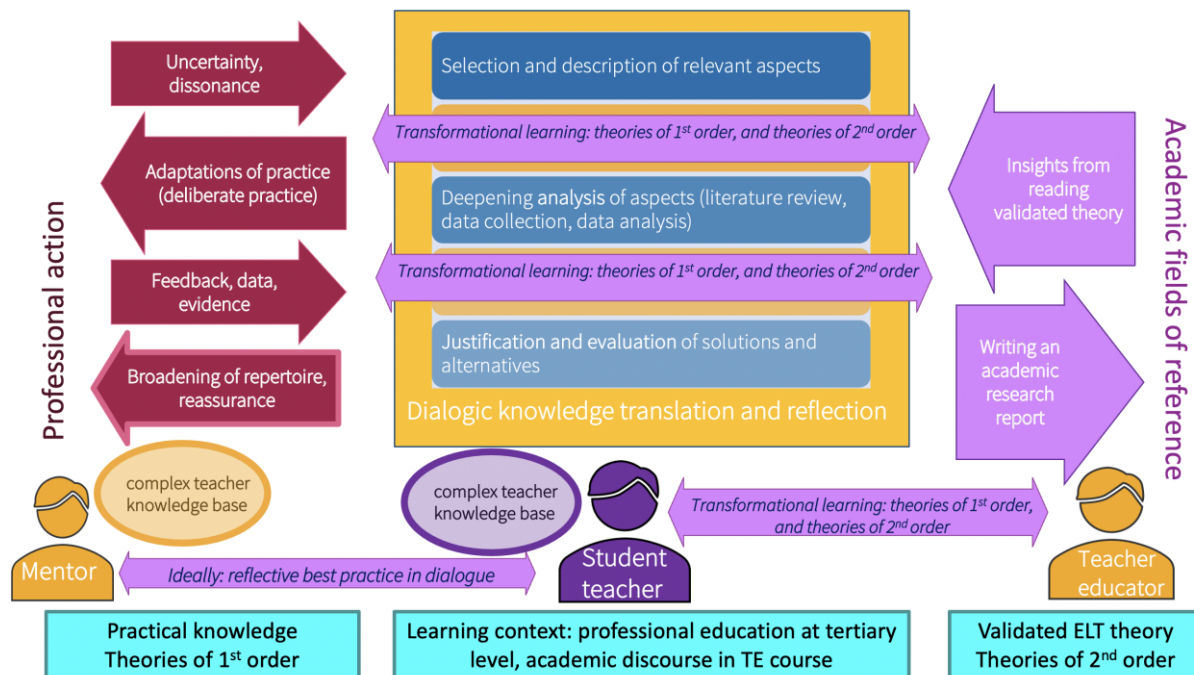 Professional action
Uncertainty,
dissonance
Adaptations of practice
(deliberate practice)
Feedback, data,
evidence
Broadening of repertoire,
reassurance
Selection and description of relevant aspects
Transformational learning: theories of 1st order, and theories of 2nd order
Deepening analysis of aspects (literature review,
data collection, data analysis)
Transformational learning: theories of 1st order, and theories of 2nd order
Justification and evaluation of solutions and
alternatives
Dialogic knowledge translation and reflection
Insights from
reading
validated theory
Writing an
academic
research
report
Academic fields of reference
complex teacher
knowledge base
Mentor
Ideally: reflective best practice in dialogue
complex teacher
knowledge base
Student
teacher
Transformational learning: theories of 1st order,
and theories of 2nd order
Teacher
educator
Practical knowledge
Theories of 1st order
Learning context: professional education at tertiary
level, academic discourse in TE course
Validated ELT theory
Theories of 2nd order